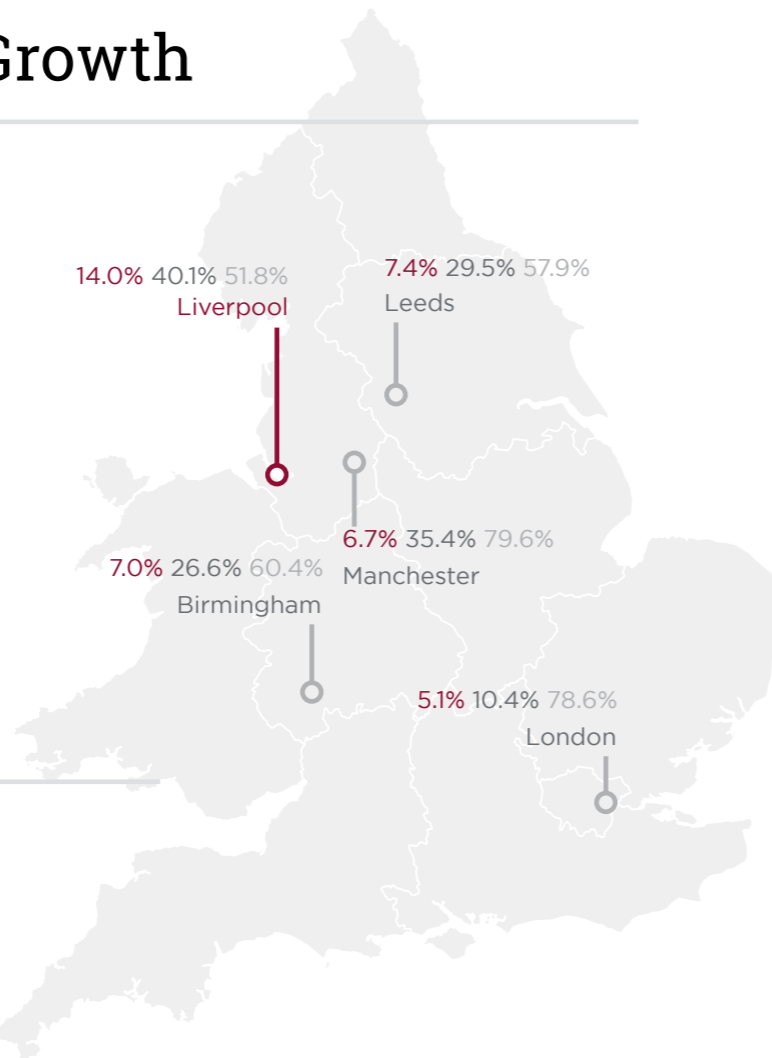 Growth
14.0% 40.1% 51.8%
Liverpool
7.4% 29.5% 57.9%
Leeds
6.7% 35.4% 79.6%
Manchester
7.0% 26.6% 60.4%
Birmingham
5.1% 10.4% 78.6%
London